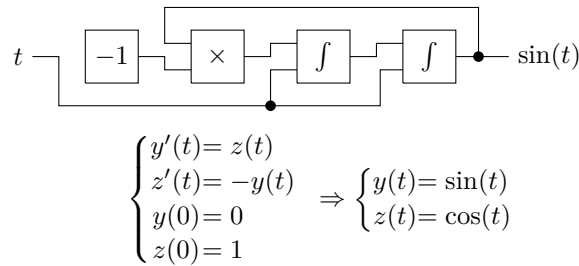 t −1 × ∫ ∫ sin(t)
y′(t)= z(t)
z′(t)= −y(t)
y(0)= 0
z(0)= 1
⇒
y(t)= sin(t)
z(t)= cos(t)